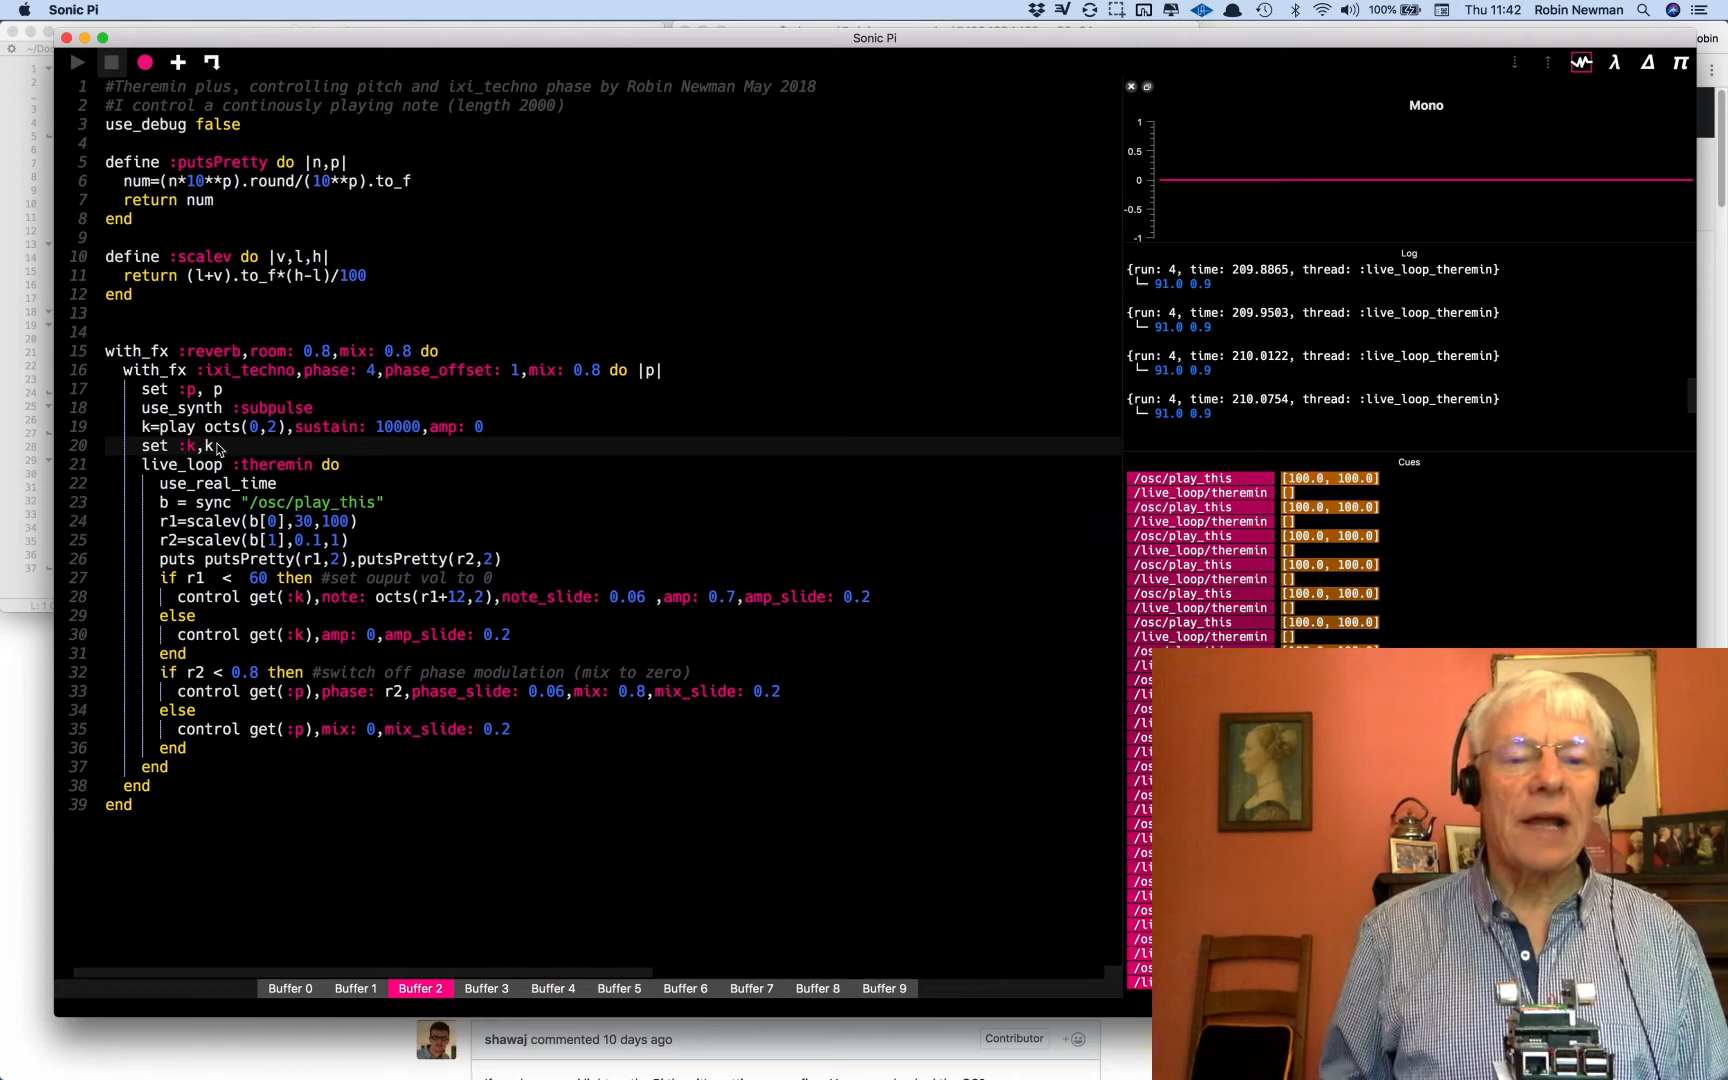 Sonic Pi
100%
Thu 11:42
Robin Newman
Sonic Pi
#Theremin plus, controlling pitch and ixi_techno phase by Robin Newman May 2018
#I control a continously playing note (length 2000)
use_debug false
define :putsPretty do |n,p|
num=(n*10**p).round/(10**p).to_f
return num
end
define :scalev do |v,l,h|
return (l+v).to_f*(h-l)/100
end
with_fx :reverb,room: 0.8,mix: 0.8 do
with_fx :ixi_techno,phase: 4,phase_offset: 1,mix: 0.8 do |p|
set :p, p
use_synth :subpulse
k=play octs(0,2),sustain: 10000,amp: 0
set :k,k
live_loop :theremin do
use_real_time
b = sync "/osc/play_this"
r1=scalev(b[0],30,100)
r2=scalev(b[1],0.1,1)
puts putsPretty(r1,2),putsPretty(r2,2)
if r1 < 60 then #set ouput vol to 0
control get(:k),note: octs(r1+12,2),note_slide: 0.06 ,amp: 0.7,amp_slide: 0.2
else
control get(:k),amp: 0,amp_slide: 0.2
end
if r2 < 0.8 then #switch off phase modulation (mix to zero)
control get(:p),phase: r2,phase_slide: 0.06,mix: 0.8,mix_slide: 0.2
else
control get(:p),mix: 0,mix_slide: 0.2
end
end
end
end
Buffer 0 Buffer 1 Buffer 2 Buffer 3 Buffer 4 Buffer 5 Buffer 6 Buffer 7 Buffer 8 Buffer 9
Mono
1
0.5
0
-0.5
-1
Log
{run: 4, time: 209.8865, thread: :live_loop_theremin}
91.0 0.9
{run: 4, time: 209.9503, thread: :live_loop_theremin}
91.0 0.9
{run: 4, time: 210.0122, thread: :live_loop_theremin}
91.0 0.9
{run: 4, time: 210.0754, thread: :live_loop_theremin}
91.0 0.9
Cues
/osc/play_this [100.0, 100.0]
/live_loop/theremin []
/osc/play_this [100.0, 100.0]
/live_loop/theremin []
/osc/play_this [100.0, 100.0]
/live_loop/theremin []
/osc/play_this [100.0, 100.0]
/live_loop/theremin []
/osc/play_this [100.0, 100.0]
/live_loop/theremin []
/osc/play_this [100.0, 100.0]
/live_loop/theremin []
shawaj commented 10 days ago
Contributor